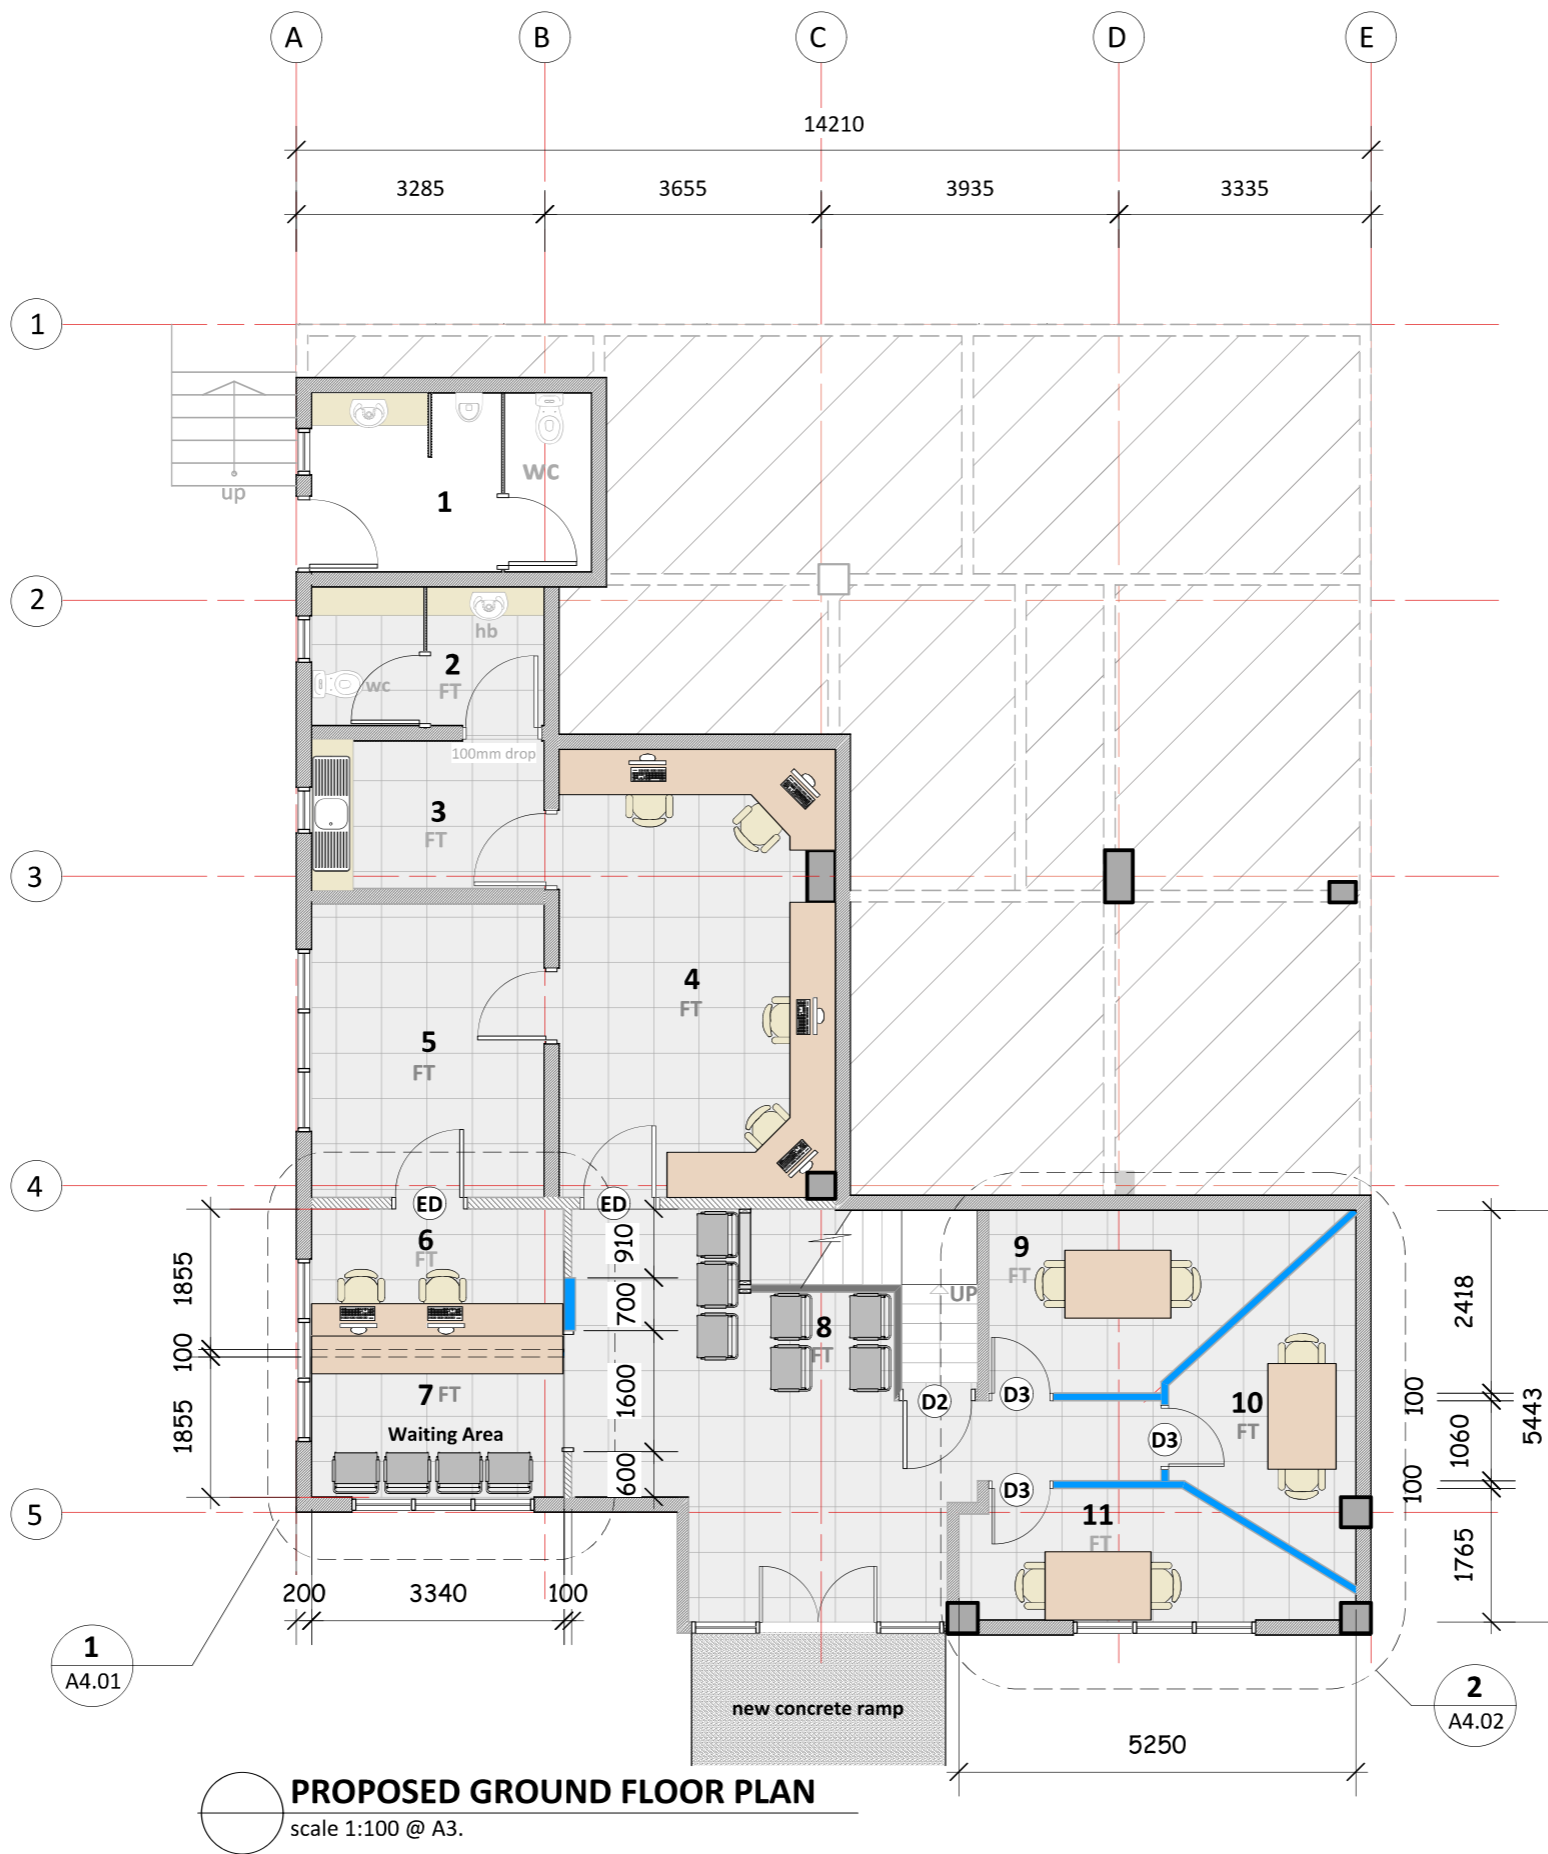 A B C D E
14210
3285 3655 3935 3335
1
up
wc
1
2
hb
2
wc
FT
100mm drop
3
FT
3
4
FT
5
FT
4
ED ED
6
FT
910
9
FT
1855
700
2418
UP
8
FT
100
1600
7 FT
D2 D3
10
FT
100
1855
Waiting Area
D3
1060
5443
600
D3
100
5
11
FT
1765
200 3340 100
1
A4.01
2
A4.02
new concrete ramp
5250
PROPOSED GROUND FLOOR PLAN
scale 1:100 @ A3.